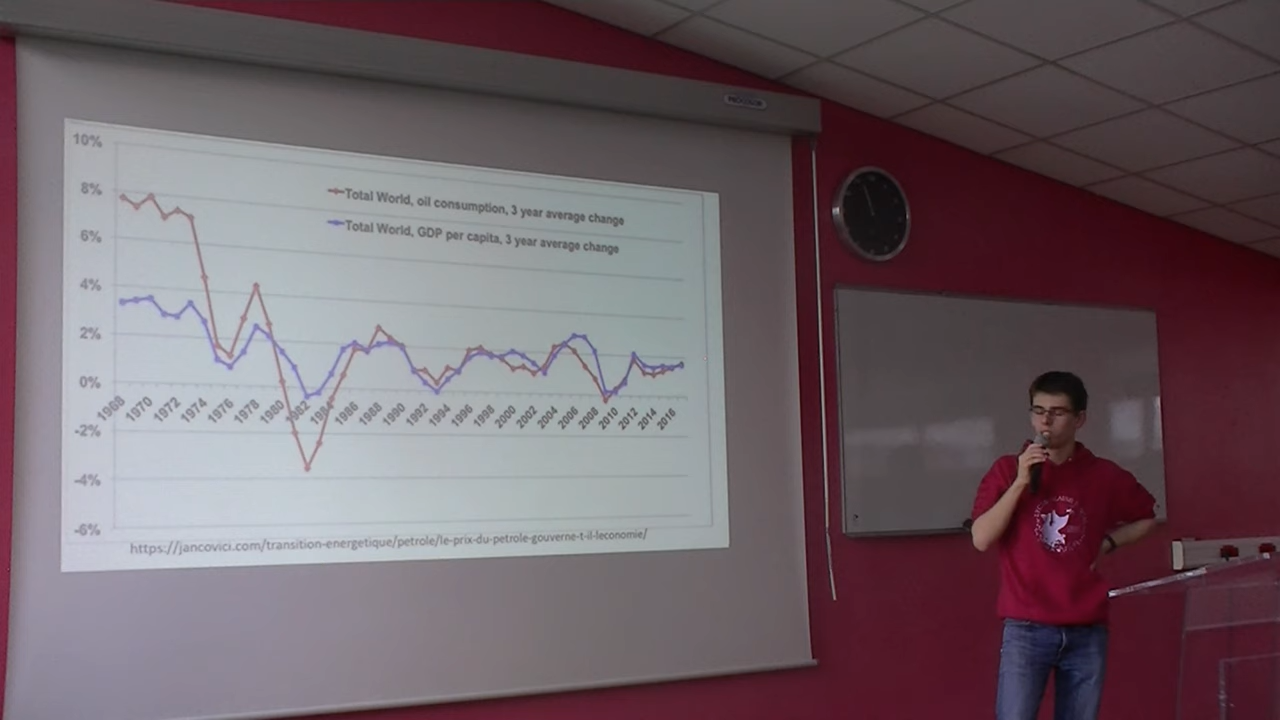 PROCOLOR
10%
8%
6%
4%
2%
0%
-2%
-4%
-6%
Total World, oil consumption, 3 year average change
Total World, GDP per capita, 3 year average change
1968 1970 1972 1974 1976 1978 1980 1982 1984 1986 1988 1990 1992 1994 1996 1998 2000 2002 2004 2006 2008 2010 2012 2014 2016
https://jancovici.com/transition-energetique/petrole/le-prix-du-petrole-gouverne-t-il-leconomie/